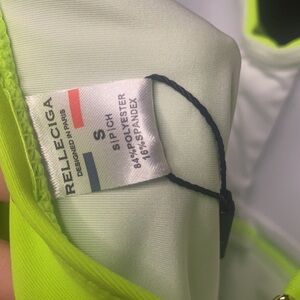 RELLECIGA
DESIGNED IN PARIS
S
S I P I CH
84%POLYESTER
16%SPANDEX